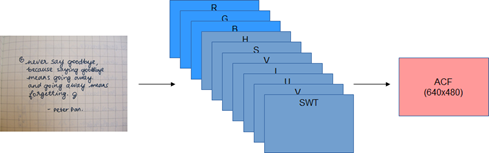 never say goodbye,
because saying goodbye
means going away
and going away means
forgetting.
- Peter Pan.
R
G
B
H
S
V
L
U
V
SWT
ACF
(640x480)